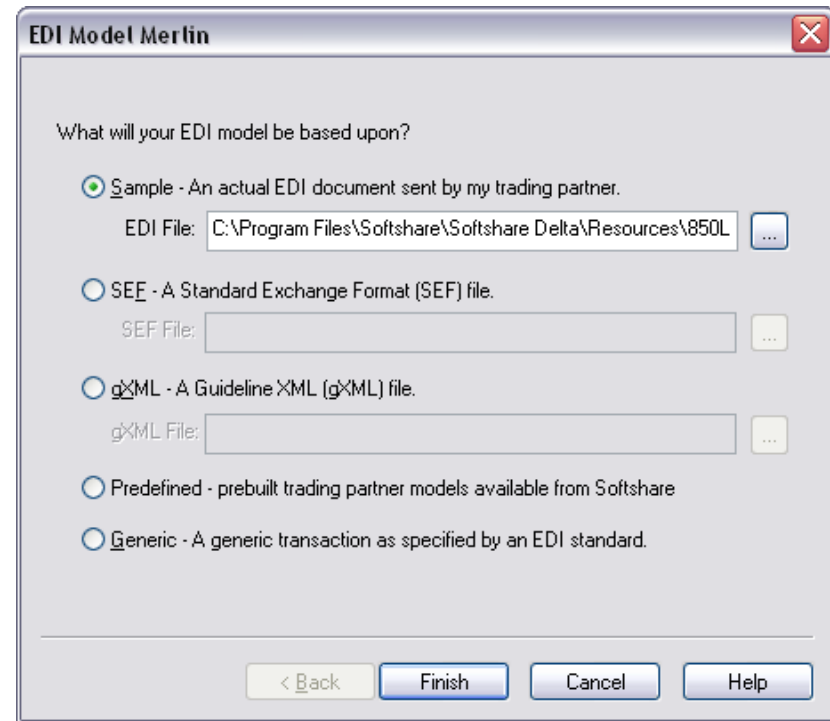 EDI Model Merlin
What will your EDI model be based upon?
Sample - An actual EDI document sent by my trading partner.
EDI File: C:\Program Files\Softshare\Softshare Delta\Resources\850L ...
SEF - A Standard Exchange Format (SEF) file.
SEF File: ...
gXML - A Guideline XML (gXML) file.
gXML File: ...
Predefined - prebuilt trading partner models available from Softshare
Generic - A generic transaction as specified by an EDI standard.
< Back Finish Cancel Help